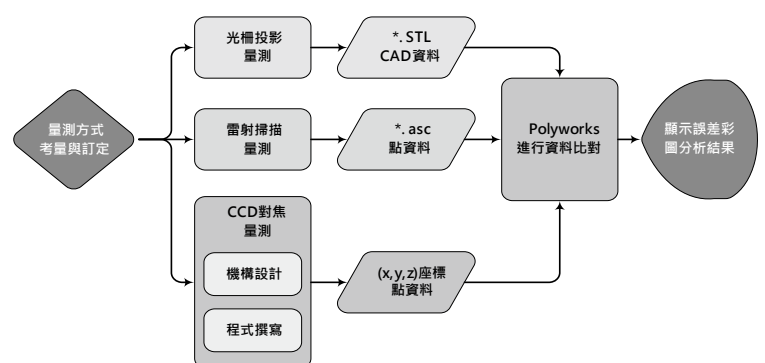 量測方式
考量與訂定
光柵投影
量測
*. STL
CAD資料
雷射掃描
量測
*. asc
點資料
CCD對焦
量測
機構設計
程式撰寫
(x,y,z)座標
點資料
Polyworks
進行資料比對
顯示誤差彩
圖分析結果